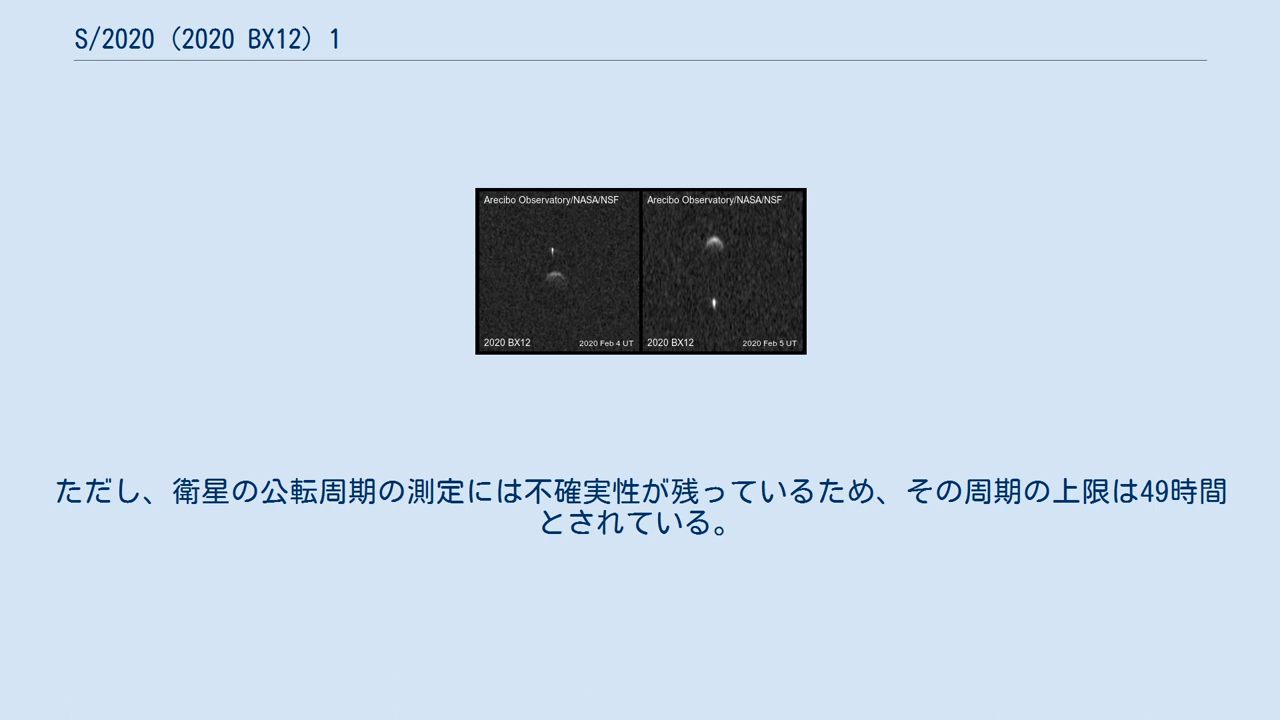 S/2020 (2020 BX12) 1
Arecibo Observatory/NASA/NSF
2020 BX12
2020 Feb 4 UT
Arecibo Observatory/NASA/NSF
2020 BX12
2020 Feb 5 UT
ただし、衛星の公転周期の測定には不確実性が残っているため、その周期の上限は49時間
とされている。